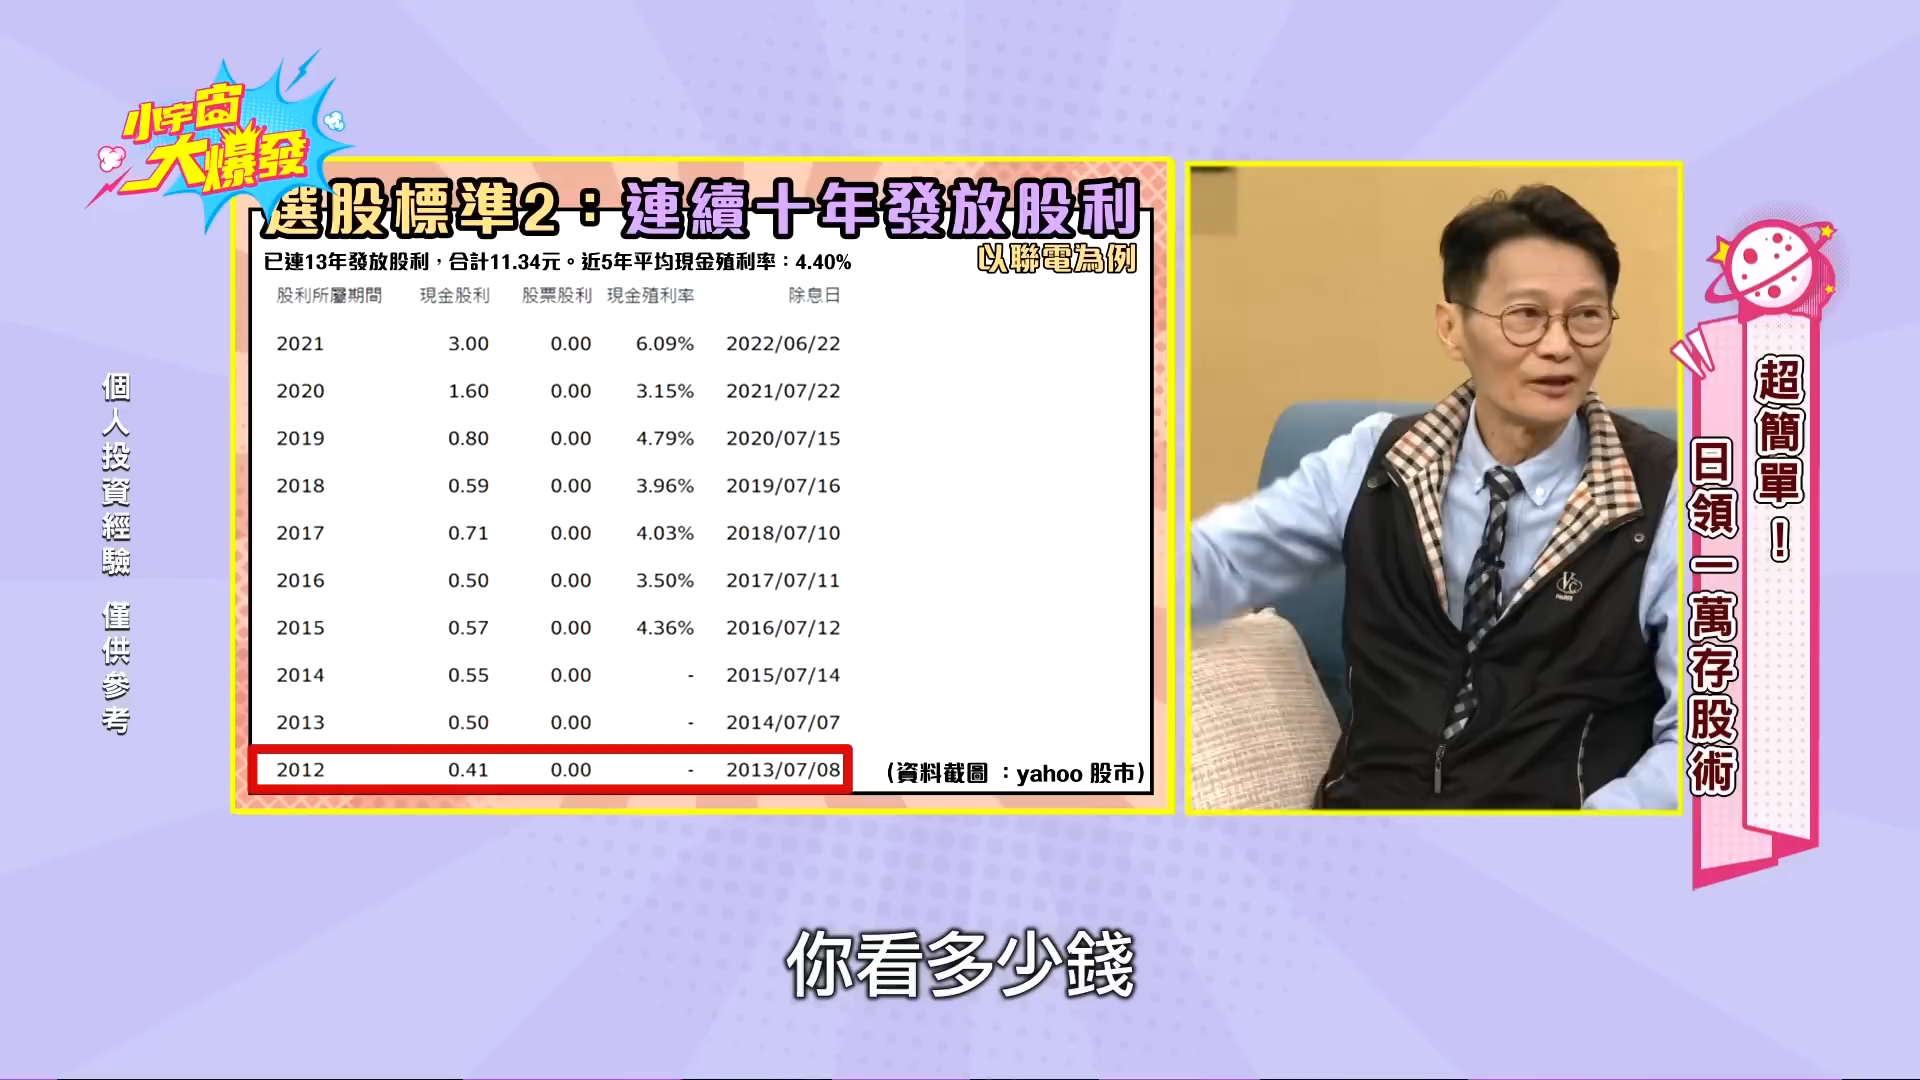 小宇宙
大爆發
選股標準2：連續十年發放股利
以聯電為例
已連13年發放股利，合計11.34元。近5年平均現金殖利率：4.40%
股利所屬期間 現金股利 股票股利 現金殖利率 除息日
2021 3.00 0.00 6.09% 2022/06/22
2020 1.60 0.00 3.15% 2021/07/22
2019 0.80 0.00 4.79% 2020/07/15
2018 0.59 0.00 3.96% 2019/07/16
2017 0.71 0.00 4.03% 2018/07/10
2016 0.50 0.00 3.50% 2017/07/11
2015 0.57 0.00 4.36% 2016/07/12
2014 0.55 0.00 - 2015/07/14
2013 0.50 0.00 - 2014/07/07
2012 0.41 0.00 - 2013/07/08
（資料截圖：yahoo 股市）
個人投資經驗 僅供參考
超簡單！
日領一萬存股術
你看多少錢